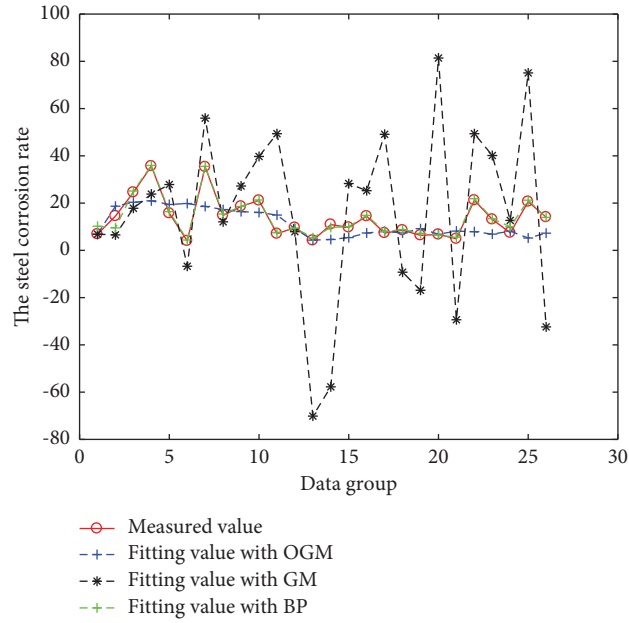 100
80
60
40
20
0
-20
-40
-60
-80
The steel corrosion rate
0
5
10
15
20
25
30
Data group
Measured value
Fitting value with OGM
Fitting value with GM
Fitting value with BP